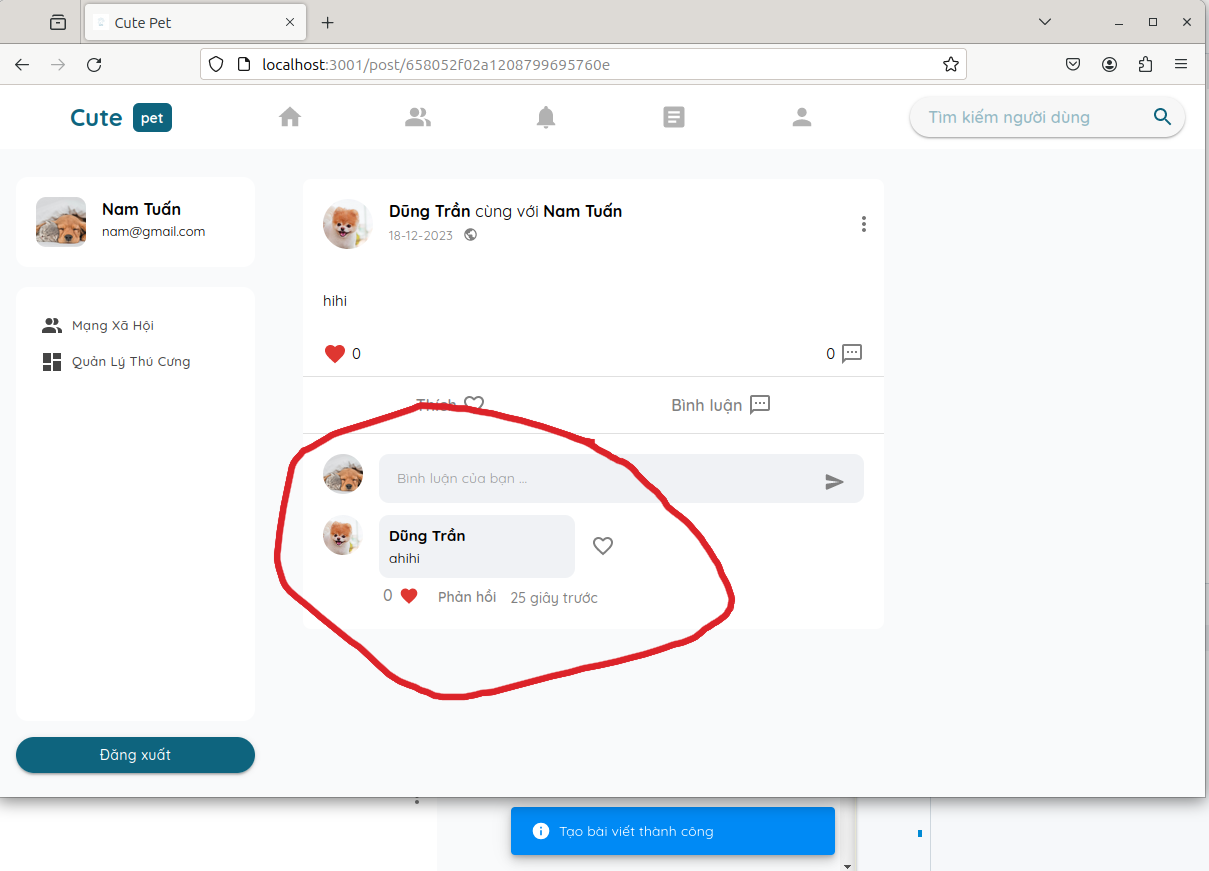 Cute Pet
localhost:3001/post/658052f02a1208799695760e
Cute pet
Tìm kiếm người dùng
Nam Tuấn
nam@gmail.com
Mạng Xã Hội
Quản Lý Thú Cưng
Đăng xuất
Dũng Trần cùng với Nam Tuấn
18-12-2023
hihi
0
0
Thích
Bình luận
Bình luận của bạn ...
Dũng Trần
ahihi
0 Phản hồi 25 giây trước
Tạo bài viết thành công